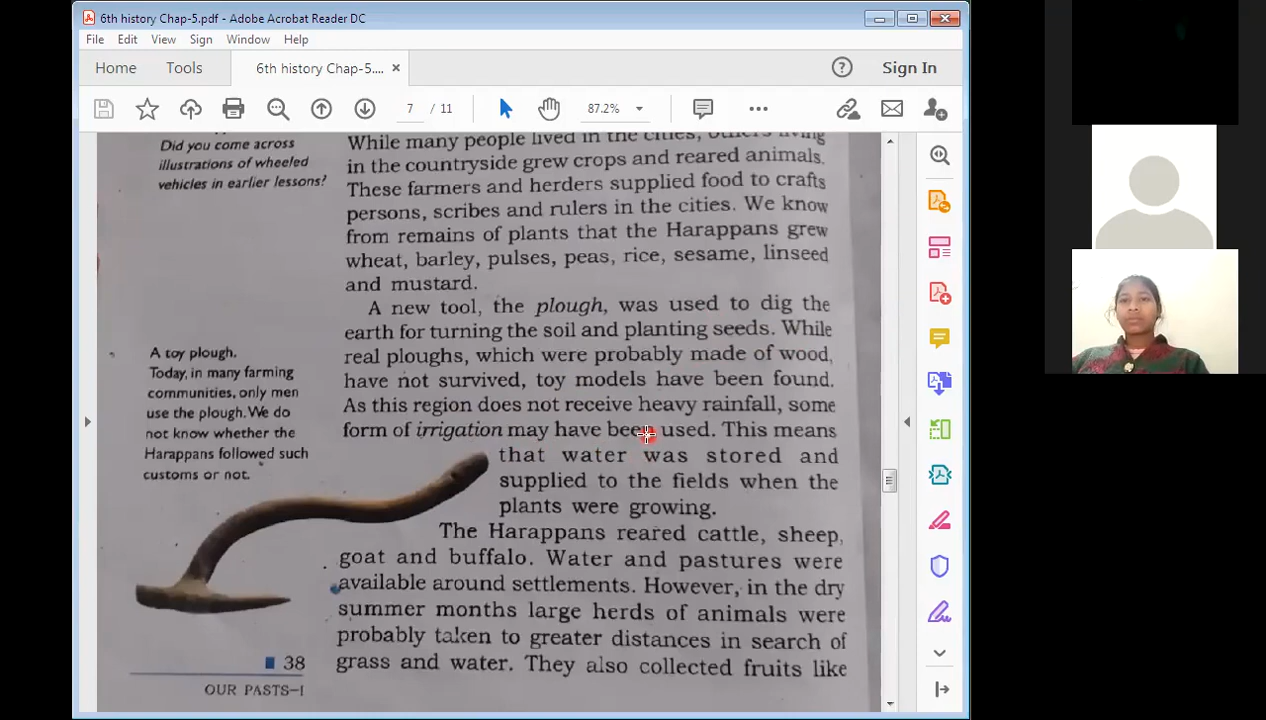 6th history Chap-5.pdf - Adobe Acrobat Reader DC
File Edit View Sign Window Help
Home Tools 6th history Chap-5.... × Sign In
7 / 11 87.2%
Did you come across
illustrations of wheeled
vehicles in earlier lessons?
While many people lived in the cities, others living
in the countryside grew crops and reared animals.
These farmers and herders supplied food to crafts
persons, scribes and rulers in the cities. We know
from remains of plants that the Harappans grew
wheat, barley, pulses, peas, rice, sesame, linseed
and mustard.
A new tool, the plough, was used to dig the
earth for turning the soil and planting seeds. While
real ploughs, which were probably made of wood,
have not survived, toy models have been found.
As this region does not receive heavy rainfall, some
form of irrigation may have been used. This means
that water was stored and
supplied to the fields when the
plants were growing.
A toy plough.
Today, in many farming
communities, only men
use the plough. We do
not know whether the
Harappans followed such
customs or not.
The Harappans reared cattle, sheep,
goat and buffalo. Water and pastures were
available around settlements. However, in the dry
summer months large herds of animals were
probably taken to greater distances in search of
grass and water. They also collected fruits like
38
OUR PASTS-I